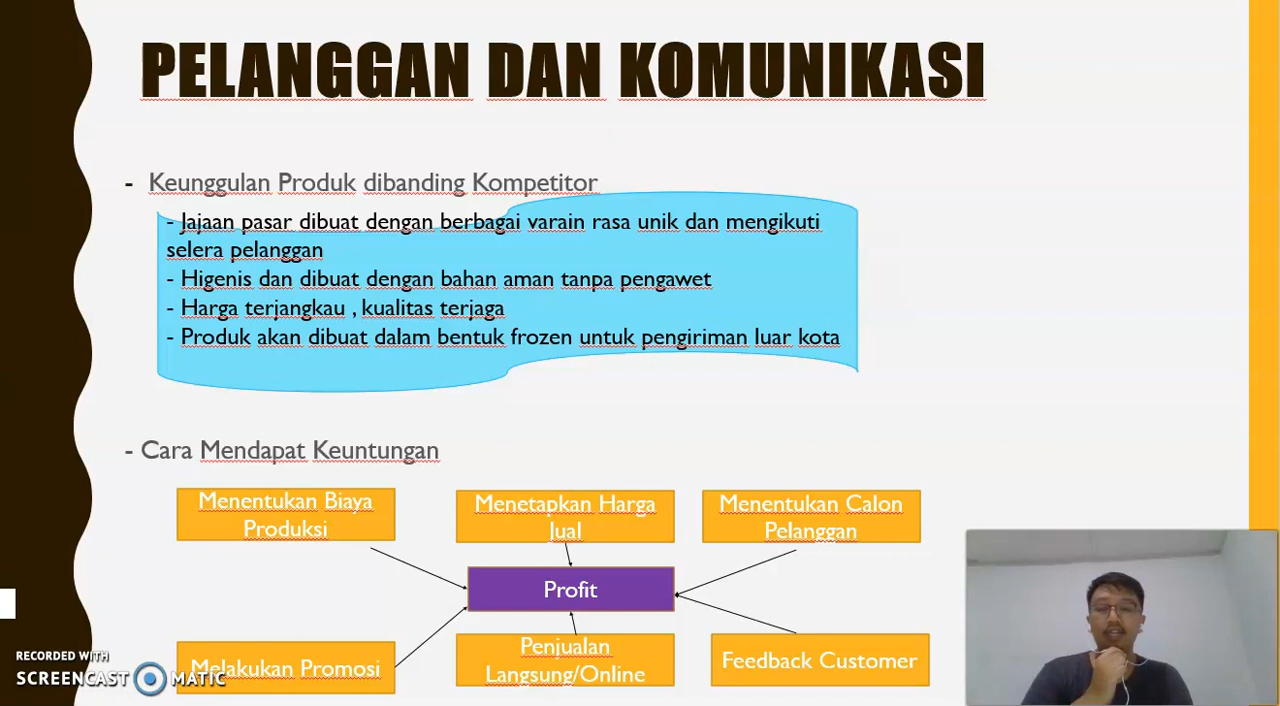 PELANGGAN DAN KOMUNIKASI
- Keunggulan Produk dibanding Kompetitor
- Jajaan pasar dibuat dengan berbagai varain rasa unik dan mengikuti
selera pelanggan
- Higenis dan dibuat dengan bahan aman tanpa pengawet
- Harga terjangkau , kualitas terjaga
- Produk akan dibuat dalam bentuk frozen untuk pengiriman luar kota
- Cara Mendapat Keuntungan
Menentukan Biaya
Produksi
Menetapkan Harga
Jual
Menentukan Calon
Pelanggan
Profit
Melakukan Promosi
Penjualan
Langsung/Online
Feedback Customer
RECORDED WITH
SCREENCAST MATIC